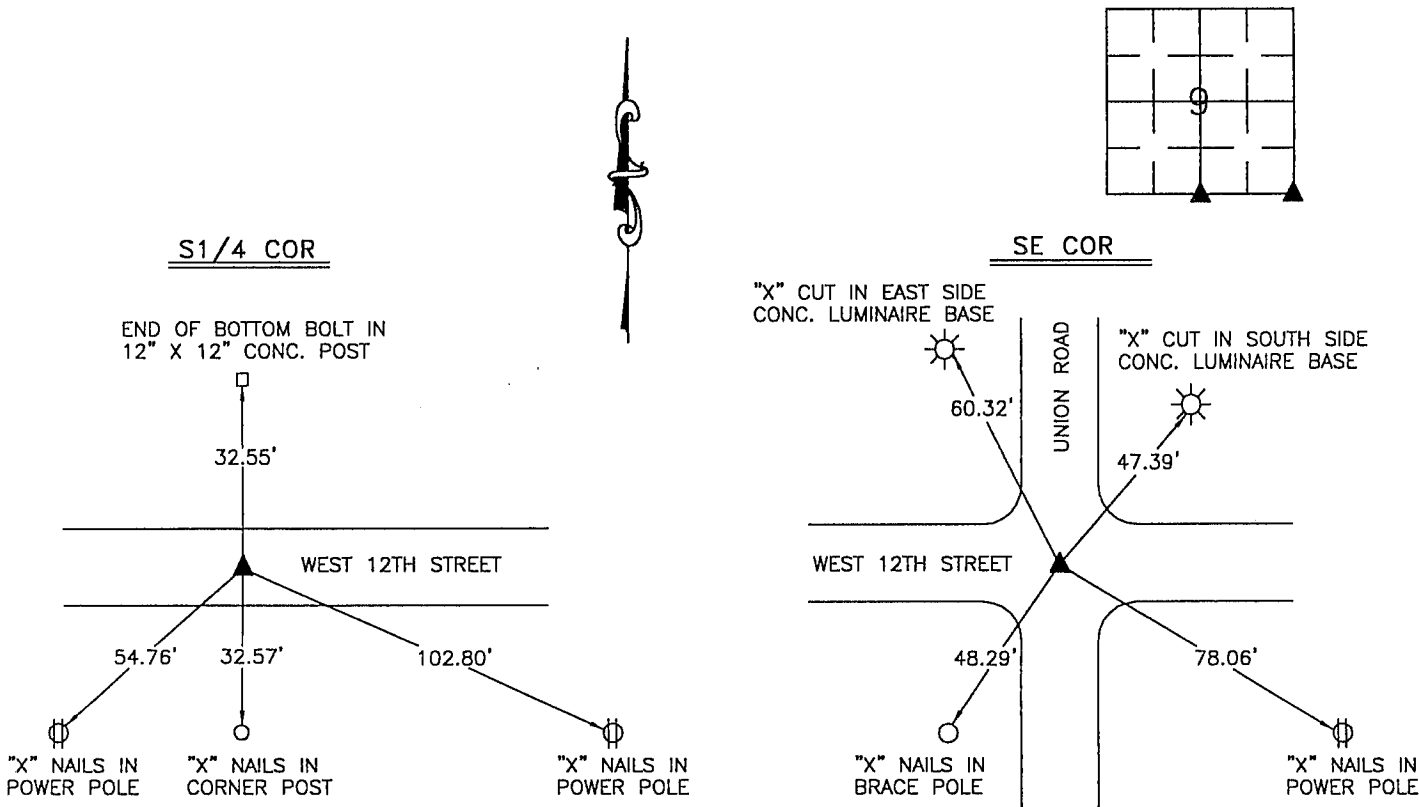 9
S1/4 COR
END OF BOTTOM BOLT IN
12" X 12" CONC. POST
32.55'
WEST 12TH STREET
54.76'
32.57'
102.80'
"X" NAILS IN
POWER POLE
"X" NAILS IN
CORNER POST
"X" NAILS IN
POWER POLE
SE COR
"X" CUT IN EAST SIDE
CONC. LUMINAIRE BASE
UNION ROAD
"X" CUT IN SOUTH SIDE
CONC. LUMINAIRE BASE
60.32'
47.39'
WEST 12TH STREET
48.29'
78.06'
"X" NAILS IN
BRACE POLE
"X" NAILS IN
POWER POLE